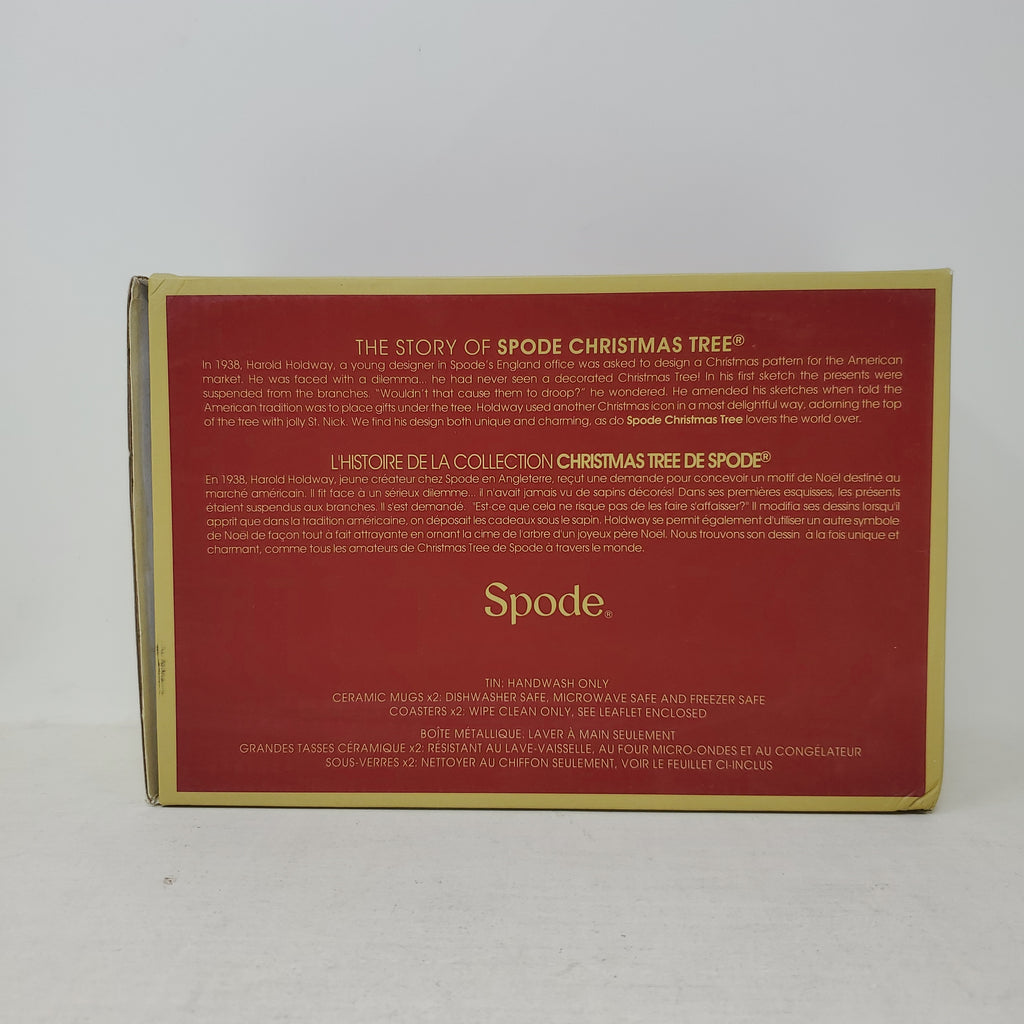 THE STORY OF SPODE CHRISTMAS TREE®
In 1938, Harold Holdway, a young designer in Spode's England office was asked to design a Christmas pattern for the American
market. He was faced with a dilemma... he had never seen a decorated Christmas Tree! In his first sketch the presents were
suspended from the branches. "Wouldn't that cause them to droop?" he wondered. He amended his sketches when told the
American tradition was to place gifts under the tree. Holdway used another Christmas icon in a most delightful way, adorning the top
of the tree with jolly St. Nick. We find his design both unique and charming, as do Spode Christmas Tree lovers the world over.
L'HISTOIRE DE LA COLLECTION CHRISTMAS TREE DE SPODE®
En 1938, Harold Holdway, jeune créateur chez Spode en Angleterre, reçut une demande pour concevoir un motif de Noël destiné au
marché américain. Il fit face à un sérieux dilemme... il n'avait jamais vu de sapins décorés! Dans ses premières esquisses, les présents
étaient suspendus aux branches. Il s'est demandé. "Est-ce que cela ne risque pas de les faire s'affaisser?" Il modifia ses dessins lorsqu'il
apprit que dans la tradition américaine, on déposait les cadeaux sous le sapin. Holdway se permit également d'utiliser un autre symbole
de Noël de façon tout à fait attrayante en ornant la cime de l'arbre d'un joyeux père Noël. Nous trouvons son dessin à la fois unique et
charmant, comme tous les amateurs de Christmas Tree de Spode à travers le monde.
Spode®
TIN: HANDWASH ONLY
CERAMIC MUGS x2: DISHWASHER SAFE, MICROWAVE SAFE AND FREEZER SAFE
COASTERS x2: WIPE CLEAN ONLY, SEE LEAFLET ENCLOSED
BOÎTE MÉTALLIQUE: LAVER À MAIN SEULEMENT
GRANDES TASSES CÉRAMIQUE x2: RÉSISTANT AU LAVE-VAISSELLE, AU FOUR MICRO-ONDES ET AU CONGÉLATEUR
SOUS-VERRES x2: NETTOYER AU CHIFFON SEULEMENT, VOIR LE FEUILLET CI-INCLUS